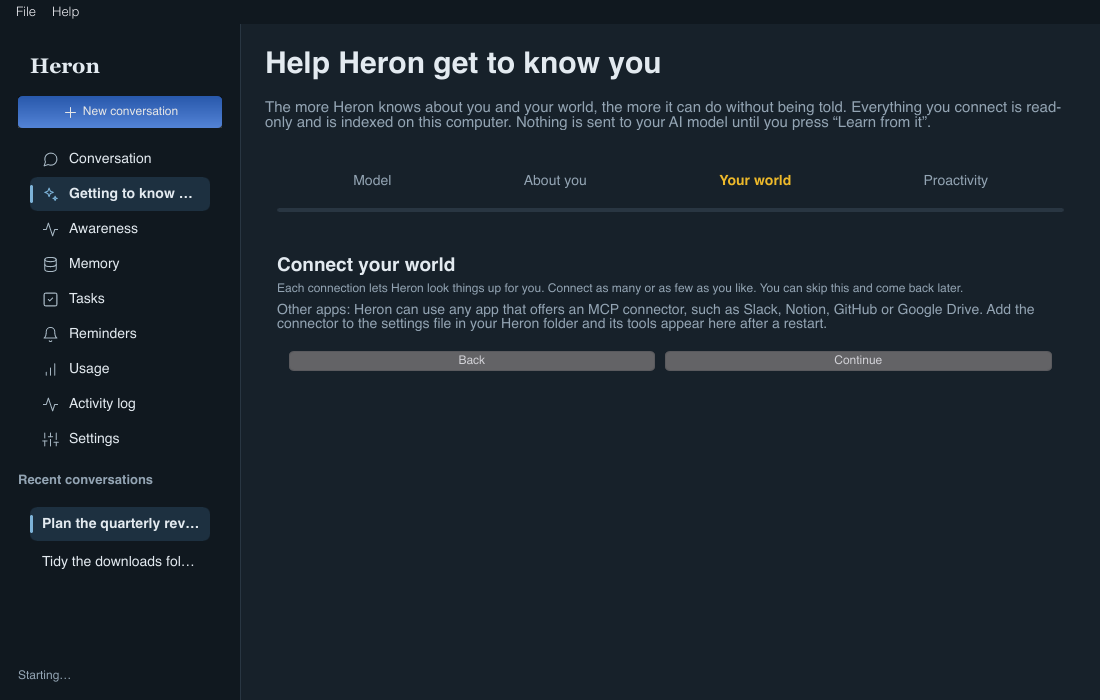 File Help
Heron
New conversation
Conversation
Getting to know …
Awareness
Memory
Tasks
Reminders
Usage
Activity log
Settings
Recent conversations
Plan the quarterly rev…
Tidy the downloads fol…
Starting…
Help Heron get to know you
The more Heron knows about you and your world, the more it can do without being told. Everything you connect is read-
only and is indexed on this computer. Nothing is sent to your AI model until you press “Learn from it”.
Model About you Your world Proactivity
Connect your world
Each connection lets Heron look things up for you. Connect as many or as few as you like. You can skip this and come back later.
Other apps: Heron can use any app that offers an MCP connector, such as Slack, Notion, GitHub or Google Drive. Add the
connector to the settings file in your Heron folder and its tools appear here after a restart.
Back Continue